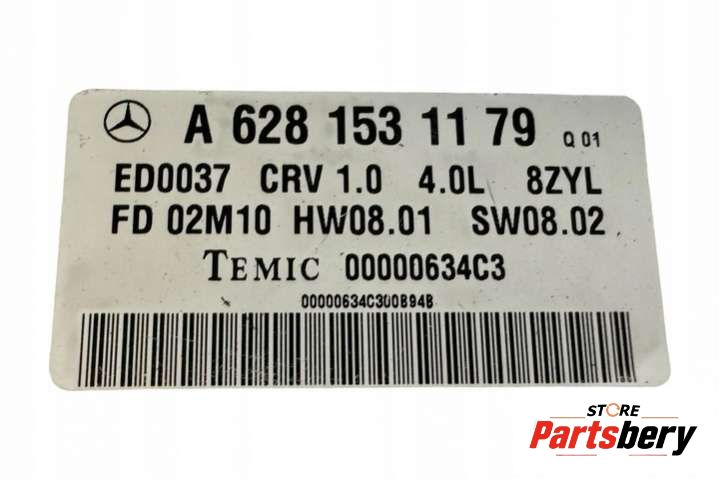 A 628 153 11 79 Q 01
ED0037 CRV 1.0 4.0L 8ZYL
FD 02M10 HW08.01 SW08.02
TEMIC 00000634C3
00000634C300B94B
STORE
Partsbery